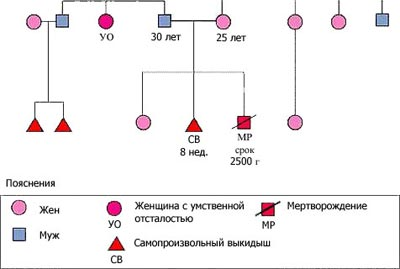 УО
30 лет
25 лет
СВ
8 нед.
МР
срок
2500 г
Пояснения
Жен
Женщина с умственной
отсталостью
УО
Мертворождение
МР
Муж
Самопроизвольный выкидыш
СВ